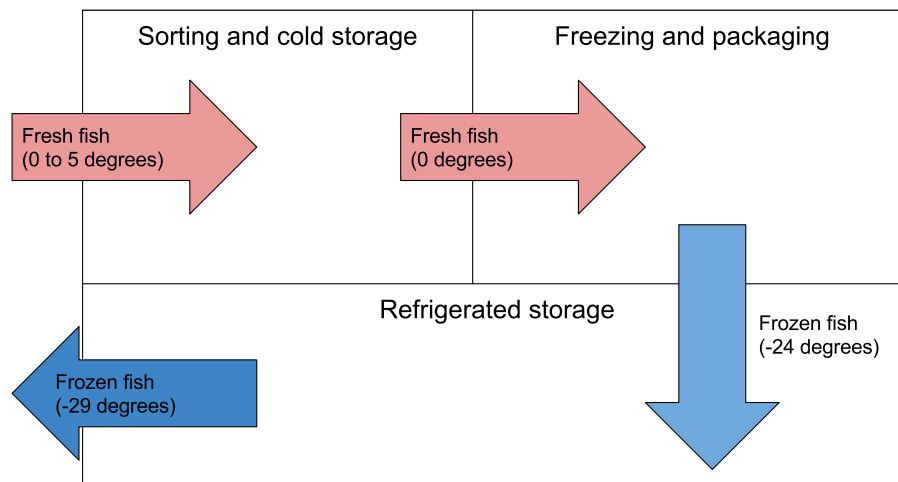 Sorting and cold storage
Freezing and packaging
Fresh fish
(0 to 5 degrees)
Fresh fish
(0 degrees)
Refrigerated storage
Frozen fish
(-24 degrees)
Frozen fish
(-29 degrees)